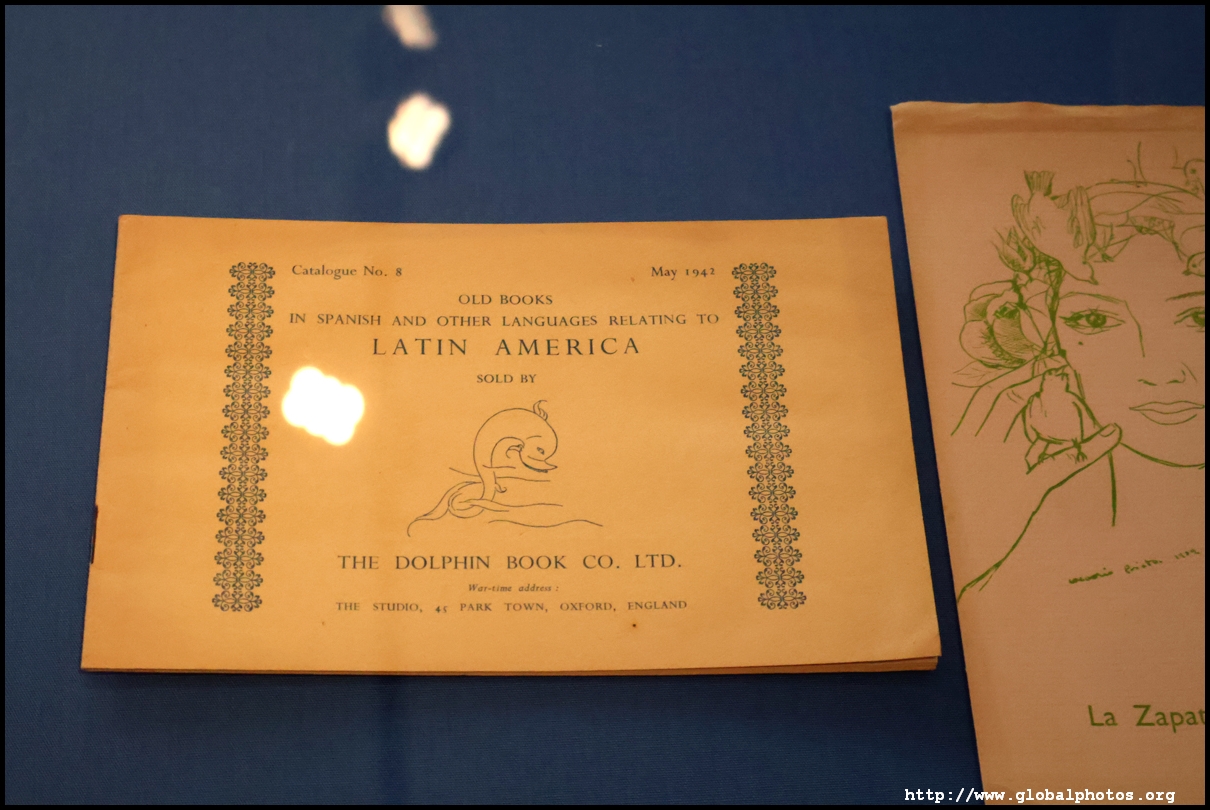 Catalogue No. 8
May 1942
OLD BOOKS
IN SPANISH AND OTHER LANGUAGES RELATING TO
LATIN AMERICA
SOLD BY
THE DOLPHIN BOOK CO. LTD.
War-time address :
THE STUDIO, 45 PARK TOWN, OXFORD, ENGLAND
La Zapat
http://www.globalphotos.org